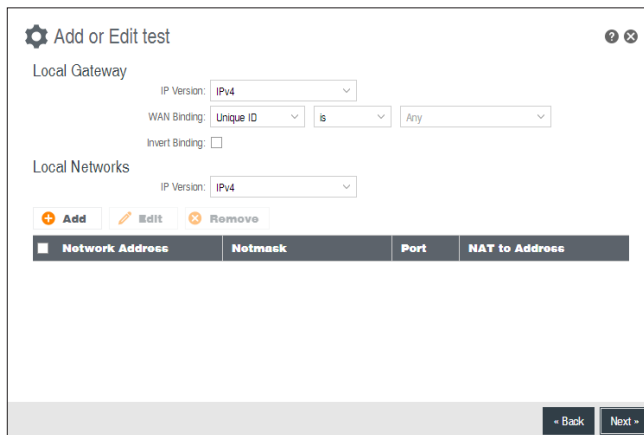 Add or Edit test
Local Gateway
IP Version: IPv4
WAN Binding: Unique ID is Any
Invert Binding:
Local Networks
IP Version: IPv4
Add Edit Remove
Network Address Netmask Port NAT to Address
« Back Next »